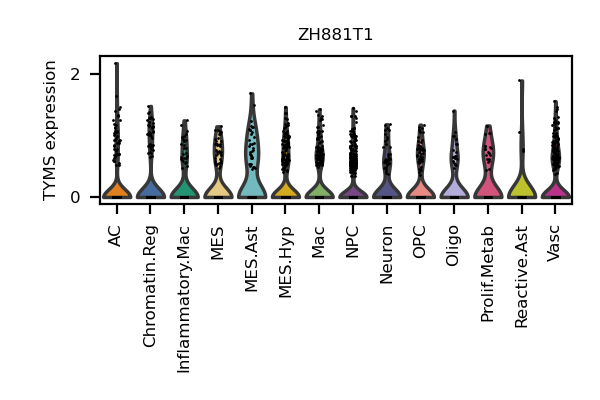 ZH881T1
TYMS expression
2
0
AC
Chromatin.Reg
Inflammatory.Mac
MES
MES.Ast
MES.Hyp
Mac
NPC
Neuron
OPC
Oligo
Prolif.Metab
Reactive.Ast
Vasc